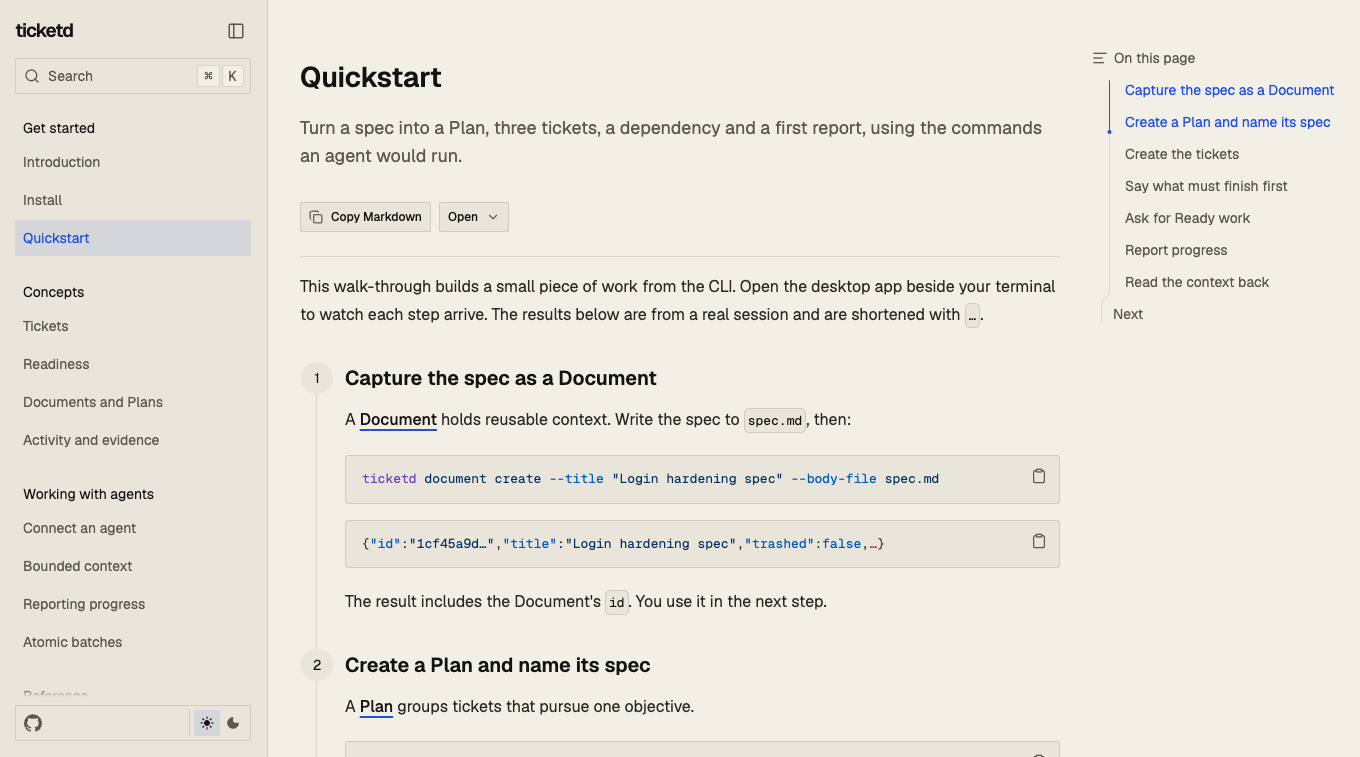 ticketd
Search
⌘ K
Get started
Introduction
Install
Quickstart
Concepts
Tickets
Readiness
Documents and Plans
Activity and evidence
Working with agents
Connect an agent
Bounded context
Reporting progress
Atomic batches
Quickstart
Turn a spec into a Plan, three tickets, a dependency and a first report, using the commands
an agent would run.
Copy Markdown
Open
This walk-through builds a small piece of work from the CLI. Open the desktop app beside your terminal
to watch each step arrive. The results below are from a real session and are shortened with ….
1
Capture the spec as a Document
A Document holds reusable context. Write the spec to spec.md, then:
ticketd document create --title "Login hardening spec" --body-file spec.md
{"id":"1cf45a9d…","title":"Login hardening spec","trashed":false,…}
The result includes the Document's id. You use it in the next step.
2
Create a Plan and name its spec
A Plan groups tickets that pursue one objective.
On this page
Capture the spec as a Document
Create a Plan and name its spec
Create the tickets
Say what must finish first
Ask for Ready work
Report progress
Read the context back
Next